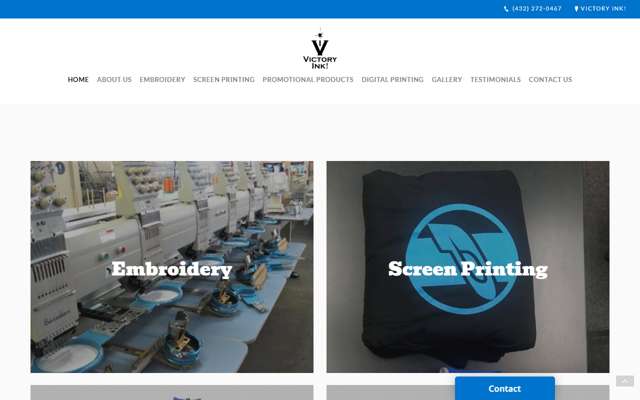 (432) 272-0467 VICTORY INK!
VICTORY
INK!
HOME ABOUT US EMBROIDERY SCREEN PRINTING PROMOTIONAL PRODUCTS DIGITAL PRINTING GALLERY TESTIMONIALS CONTACT US
Embroidery Screen Printing
Contact